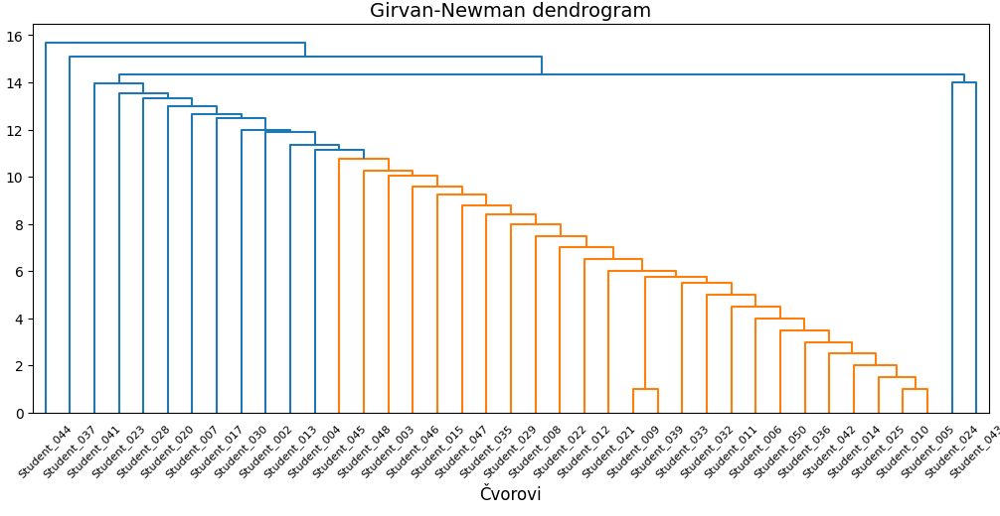 Girvan-Newman dendrogram
16
14
12
10
8
6
4
2
0
Student_044
Student_037
Student_041
Student_023
Student_028
Student_020
Student_007
Student_017
Student_030
Student_002
Student_013
Student_004
Student_045
Student_048
Student_003
Student_046
Student_015
Student_047
Student_035
Student_029
Student_008
Student_022
Student_012
Student_021
Student_009
Student_039
Student_033
Student_032
Student_011
Student_006
Student_050
Student_036
Student_042
Student_014
Student_025
Student_010
Student_005
Student_024
Student_043
Čvorovi